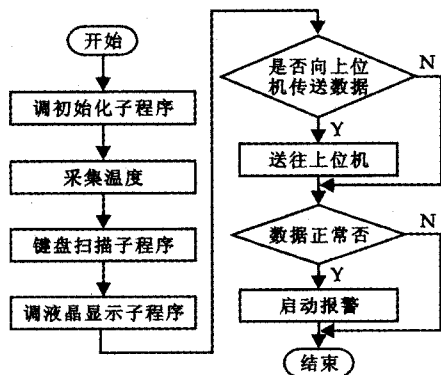 开始
调初始化子程序
采集温度
键盘扫描子程序
调液晶显示子程序
是否向上位
机传送数据
N
Y
送往上位机
数据正常否
N
Y
启动报警
结束